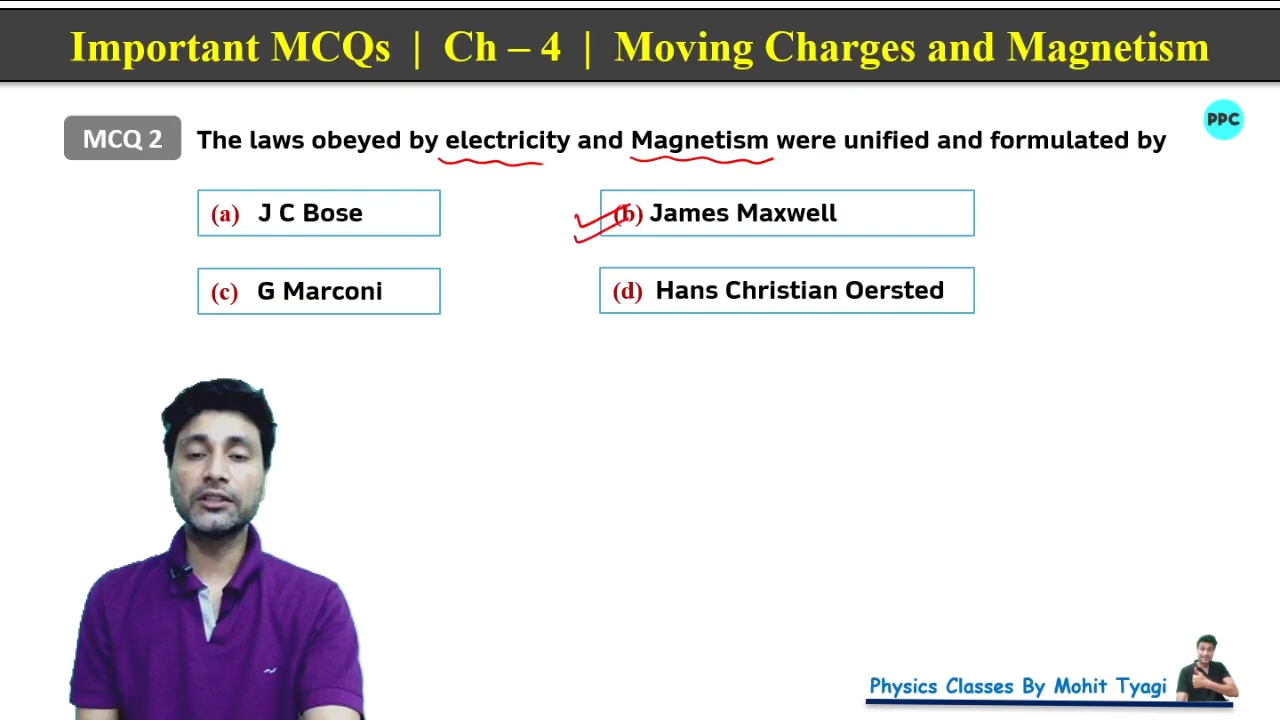 Important MCQs | Ch – 4 | Moving Charges and Magnetism
PPC
MCQ 2 The laws obeyed by electricity and Magnetism were unified and formulated by
(a) J C Bose
(b) James Maxwell
(c) G Marconi
(d) Hans Christian Oersted
Physics Classes By Mohit Tyagi